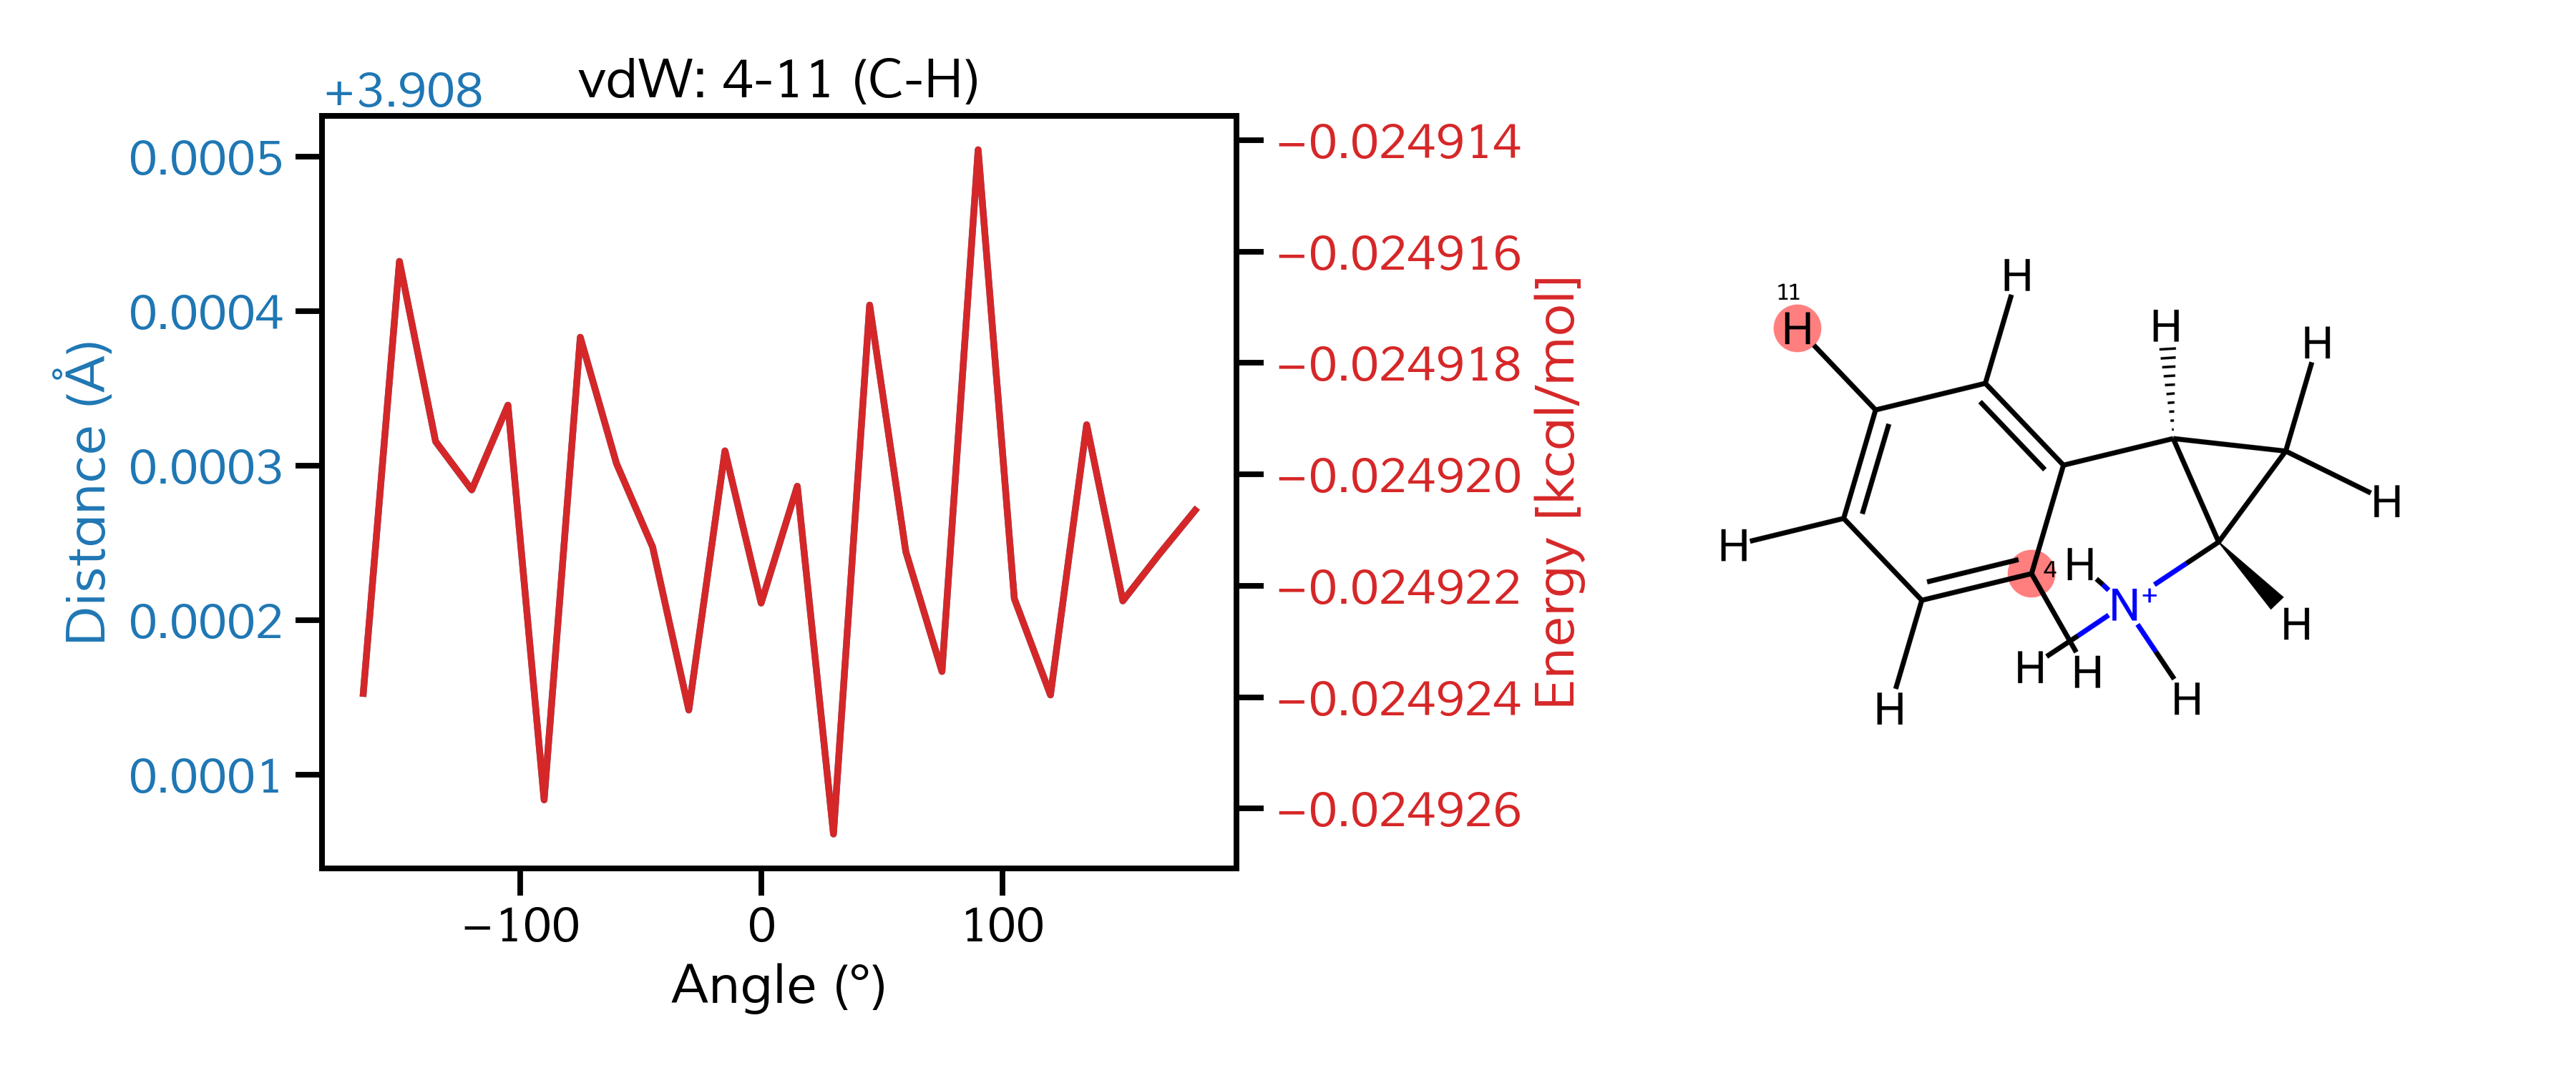 vdW: 4-11 (C-H)
+3.908
0.0005
0.0004
0.0003
0.0002
0.0001
Distance (Å)
−0.024914
−0.024916
−0.024918
−0.024920
−0.024922
−0.024924
−0.024926
Energy [kcal/mol]
−100 0 100
Angle (°)
H
11
H
H
H
H
H
4 H
N+
H
H H
H
H